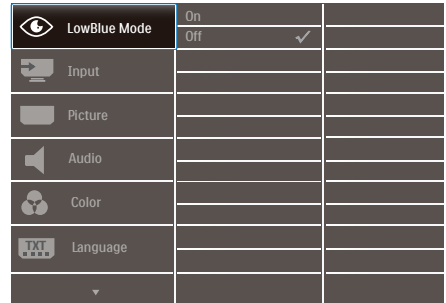 LowBlue Mode
On
Off
Input
Picture
Audio
Color
TXT
Language